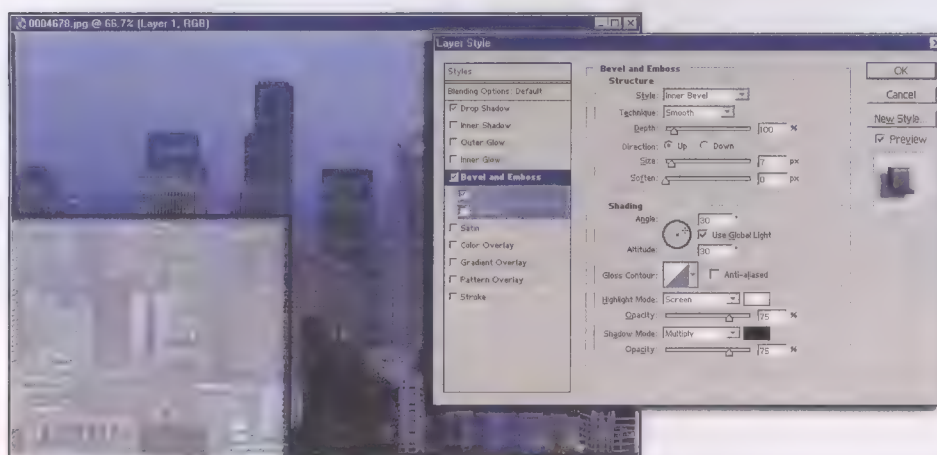 0004678.jpg @ 66.7% (Layer 1, RGB)
Layer Style
Styles
Blending Options: Default
Drop Shadow
Inner Shadow
Outer Glow
Inner Glow
Bevel and Emboss
Satin
Color Overlay
Gradient Overlay
Pattern Overlay
Stroke
Bevel and Emboss
Structure
Style: Inner Bevel
Technique: Smooth
Depth: 100 %
Direction: Up Down
Size 7 px
Soften: 0 px
Shading
Angle: 30 °
Use Global Light
Altitude: 30 °
Gloss Contour: Anti-aliased
Highlight Mode: Screen
Opacity: 75 %
Shadow Mode: Multiply
Opacity: 75 %
OK
Cancel
New Style
Preview